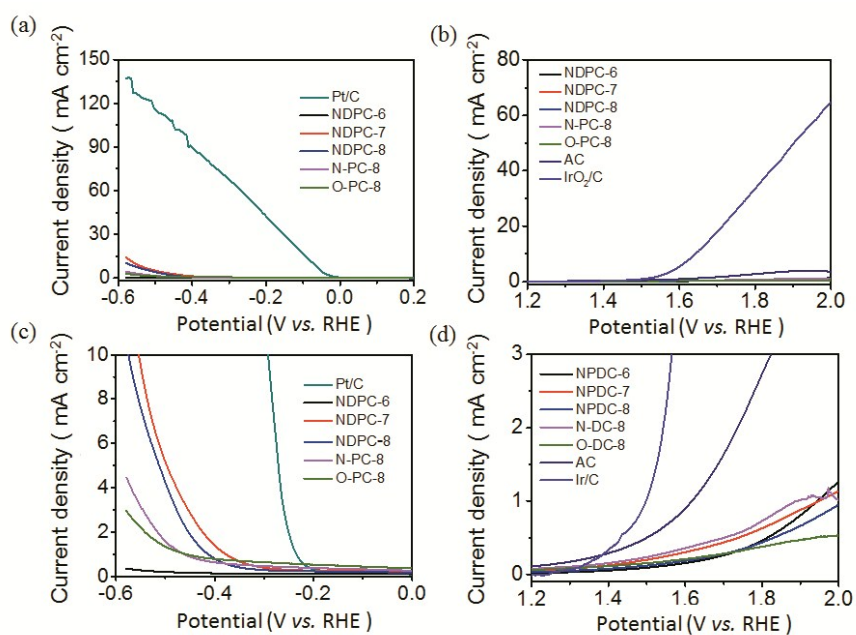 (a)
Current density ( mA cm-2)
150
120
90
60
30
0
-0.6
-0.4
-0.2
0.0
0.2
Potential (V vs. RHE )
Pt/C
NDPC-6
NDPC-7
NDPC-8
N-PC-8
O-PC-8
(b)
Current density ( mA cm-2)
80
60
40
20
0
1.2
1.4
1.6
1.8
2.0
Potential (V vs. RHE )
NDPC-6
NDPC-7
NDPC-8
N-PC-8
O-PC-8
AC
IrO2/C
(c)
Current density ( mA cm-2)
10
8
6
4
2
0
-0.6
-0.4
-0.2
0.0
Potential (V vs. RHE )
Pt/C
NDPC-6
NDPC-7
NDPC-8
N-PC-8
O-PC-8
(d)
Current density ( mA cm-2)
3
2
1
0
1.2
1.4
1.6
1.8
2.0
Potential (V vs. RHE )
NPDC-6
NPDC-7
NPDC-8
N-DC-8
O-DC-8
AC
Ir/C